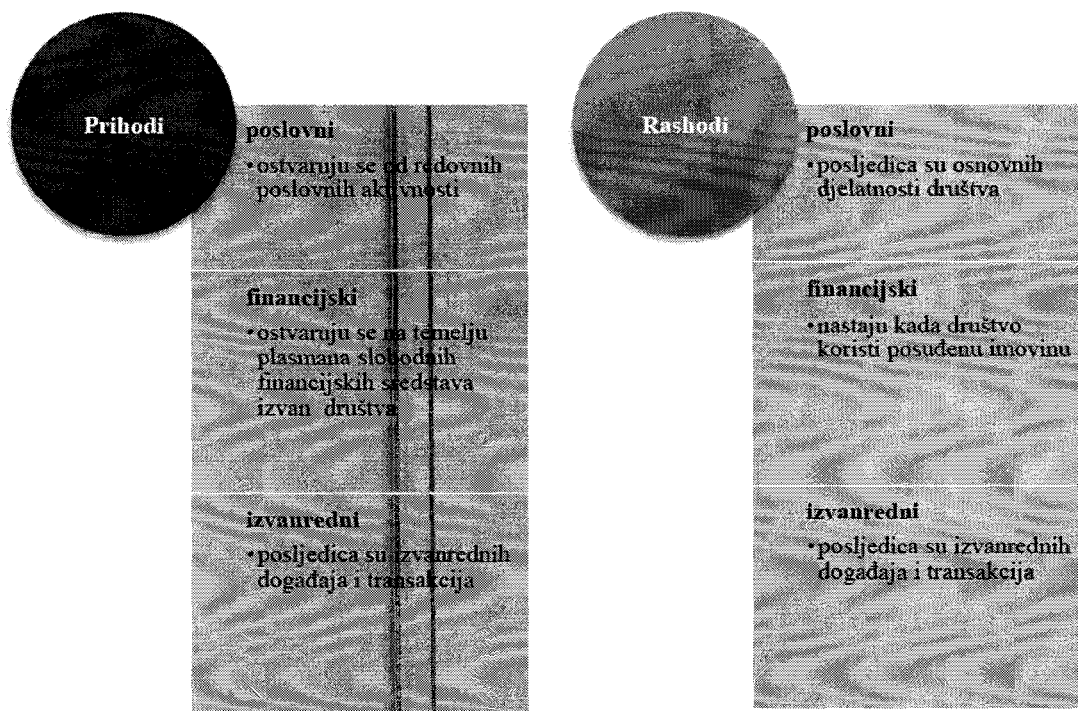 Prihodi
poslovni
•ostvaruju se od redovnih
poslovnih aktivnosti
financijski
•ostvaruju se na temelju
plasmana slobodnih
financijskih sredstava
izvan društva
izvanredni
•posljedica su izvanrednih
događaja i transakcija
Rashodi
poslovni
•posljedica su osnovnih
djelatnosti društva
financijski
•nastaju kada društvo
koristi posuđenu imovinu
izvanredni
•posljedica su izvanrednih
događaja i transakcija